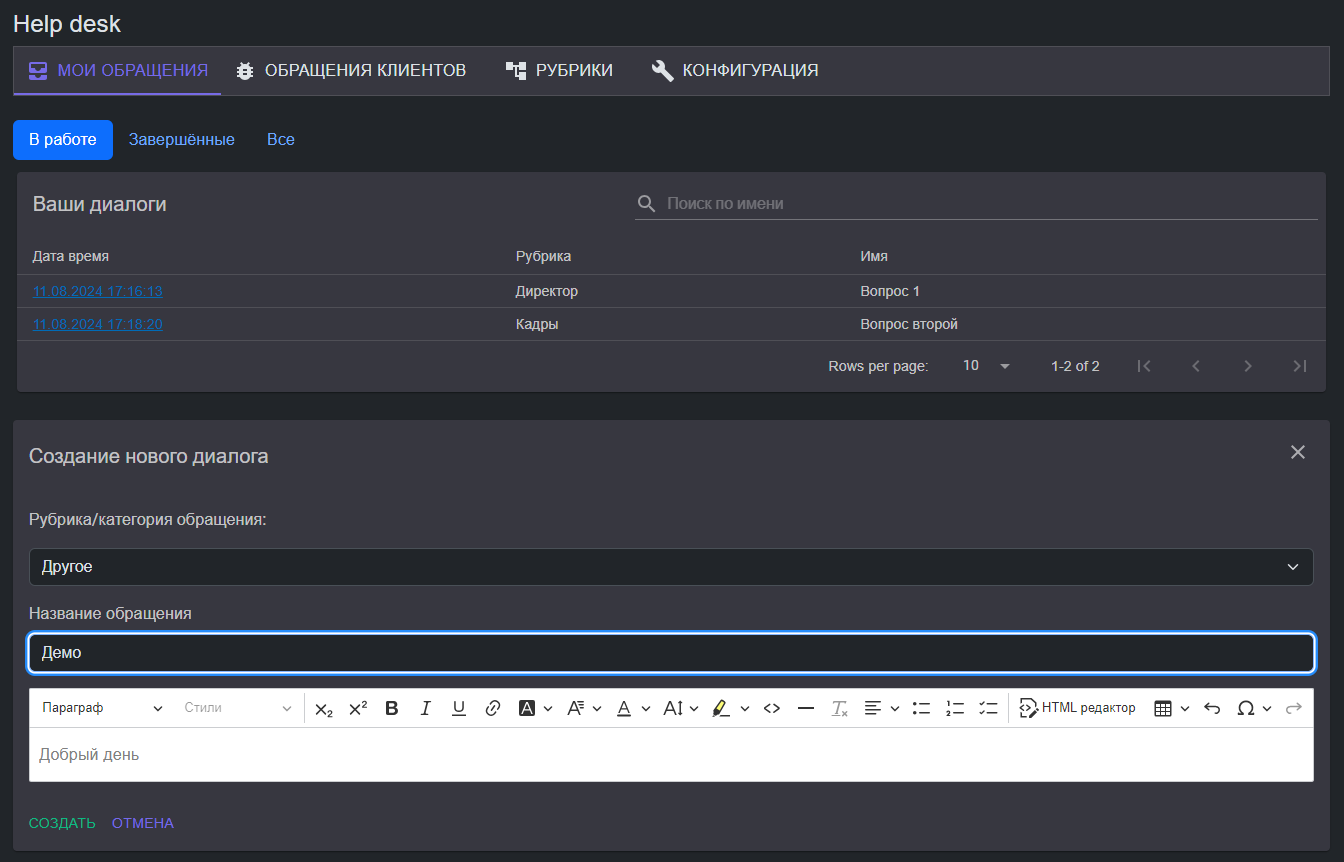 Help desk
МОИ ОБРАЩЕНИЯ ОБРАЩЕНИЯ КЛИЕНТОВ РУБРИКИ КОНФИГУРАЦИЯ
В работе Завершённые Все
Ваши диалоги Поиск по имени
Дата время Рубрика Имя
11.08.2024 17:16:13 Директор Вопрос 1
11.08.2024 17:18:20 Кадры Вопрос второй
Rows per page: 10 1-2 of 2
Создание нового диалога
Рубрика/категория обращения:
Другое
Название обращения
Демо
Параграф Стили HTML редактор
Добрый день
СОЗДАТЬ ОТМЕНА